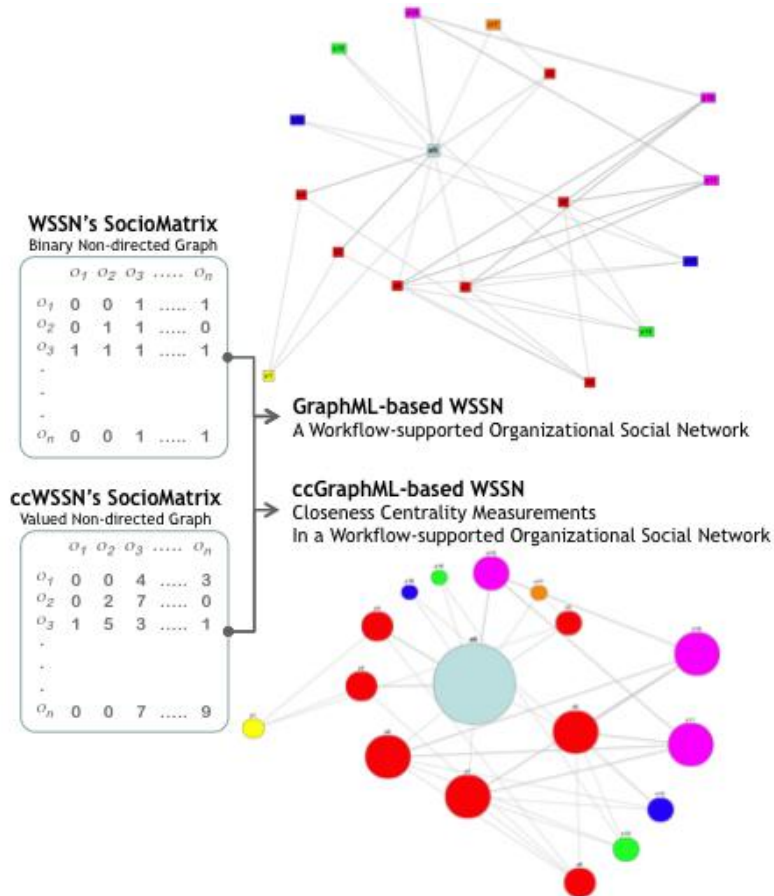 WSSN's SocioMatrix
Binary Non-directed Graph
o1 o2 o3 ..... on
o1 0 0 1 ..... 1
o2 0 1 1 ..... 0
o3 1 1 1 ..... 1
.
.
.
on 0 0 1 ..... 1
GraphML-based WSSN
A Workflow-supported Organizational Social Network
ccWSSN's SocioMatrix
Valued Non-directed Graph
o1 o2 o3 ..... on
o1 0 0 4 ..... 3
o2 0 2 7 ..... 0
o3 1 5 3 ..... 1
.
.
.
on 0 0 7 ..... 9
ccGraphML-based WSSN
Closeness Centrality Measurements
In a Workflow-supported Organizational Social Network